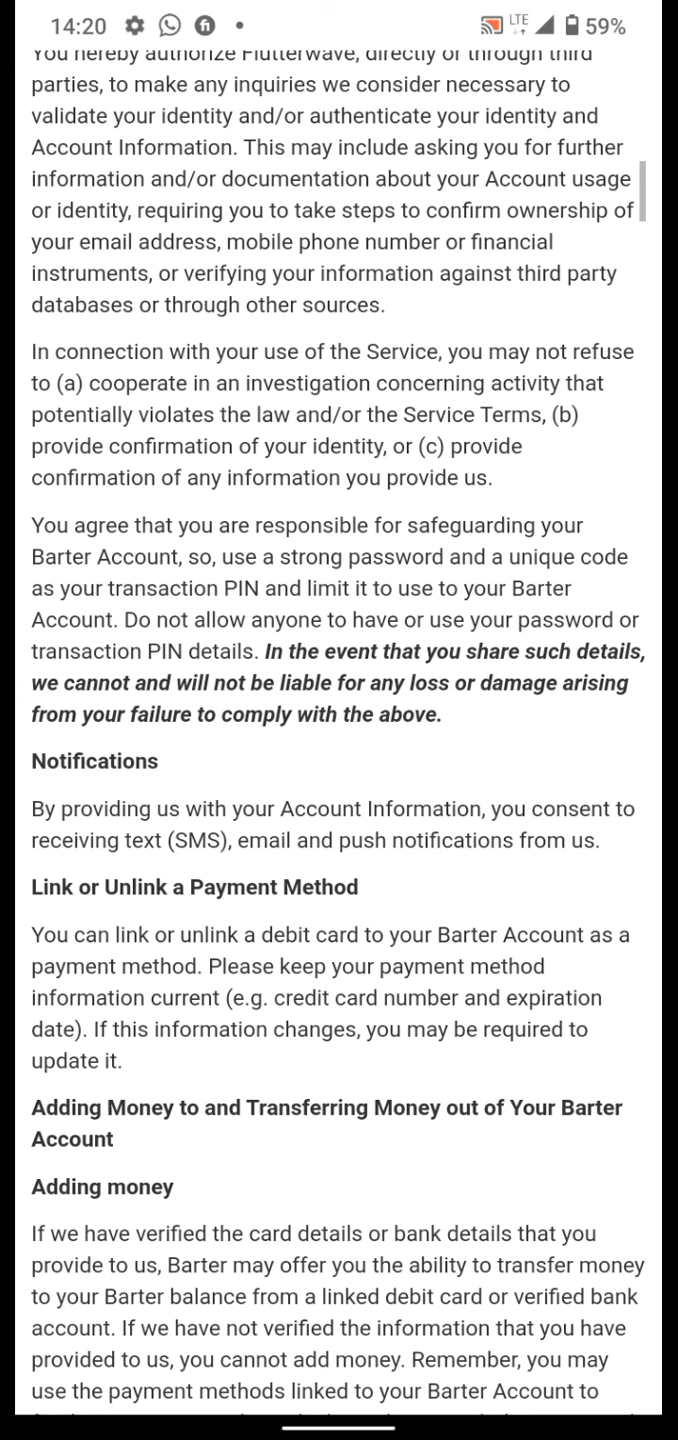 14:20
LTE
59%
You hereby authorize Flutterwave, directly or through third
parties, to make any inquiries we consider necessary to
validate your identity and/or authenticate your identity and
Account Information. This may include asking you for further
information and/or documentation about your Account usage
or identity, requiring you to take steps to confirm ownership of
your email address, mobile phone number or financial
instruments, or verifying your information against third party
databases or through other sources.
In connection with your use of the Service, you may not refuse
to (a) cooperate in an investigation concerning activity that
potentially violates the law and/or the Service Terms, (b)
provide confirmation of your identity, or (c) provide
confirmation of any information you provide us.
You agree that you are responsible for safeguarding your
Barter Account, so, use a strong password and a unique code
as your transaction PIN and limit it to use to your Barter
Account. Do not allow anyone to have or use your password or
transaction PIN details. In the event that you share such details,
we cannot and will not be liable for any loss or damage arising
from your failure to comply with the above.
Notifications
By providing us with your Account Information, you consent to
receiving text (SMS), email and push notifications from us.
Link or Unlink a Payment Method
You can link or unlink a debit card to your Barter Account as a
payment method. Please keep your payment method
information current (e.g. credit card number and expiration
date). If this information changes, you may be required to
update it.
Adding Money to and Transferring Money out of Your Barter
Account
Adding money
If we have verified the card details or bank details that you
provide to us, Barter may offer you the ability to transfer money
to your Barter balance from a linked debit card or verified bank
account. If we have not verified the information that you have
provided to us, you cannot add money. Remember, you may
use the payment methods linked to your Barter Account to